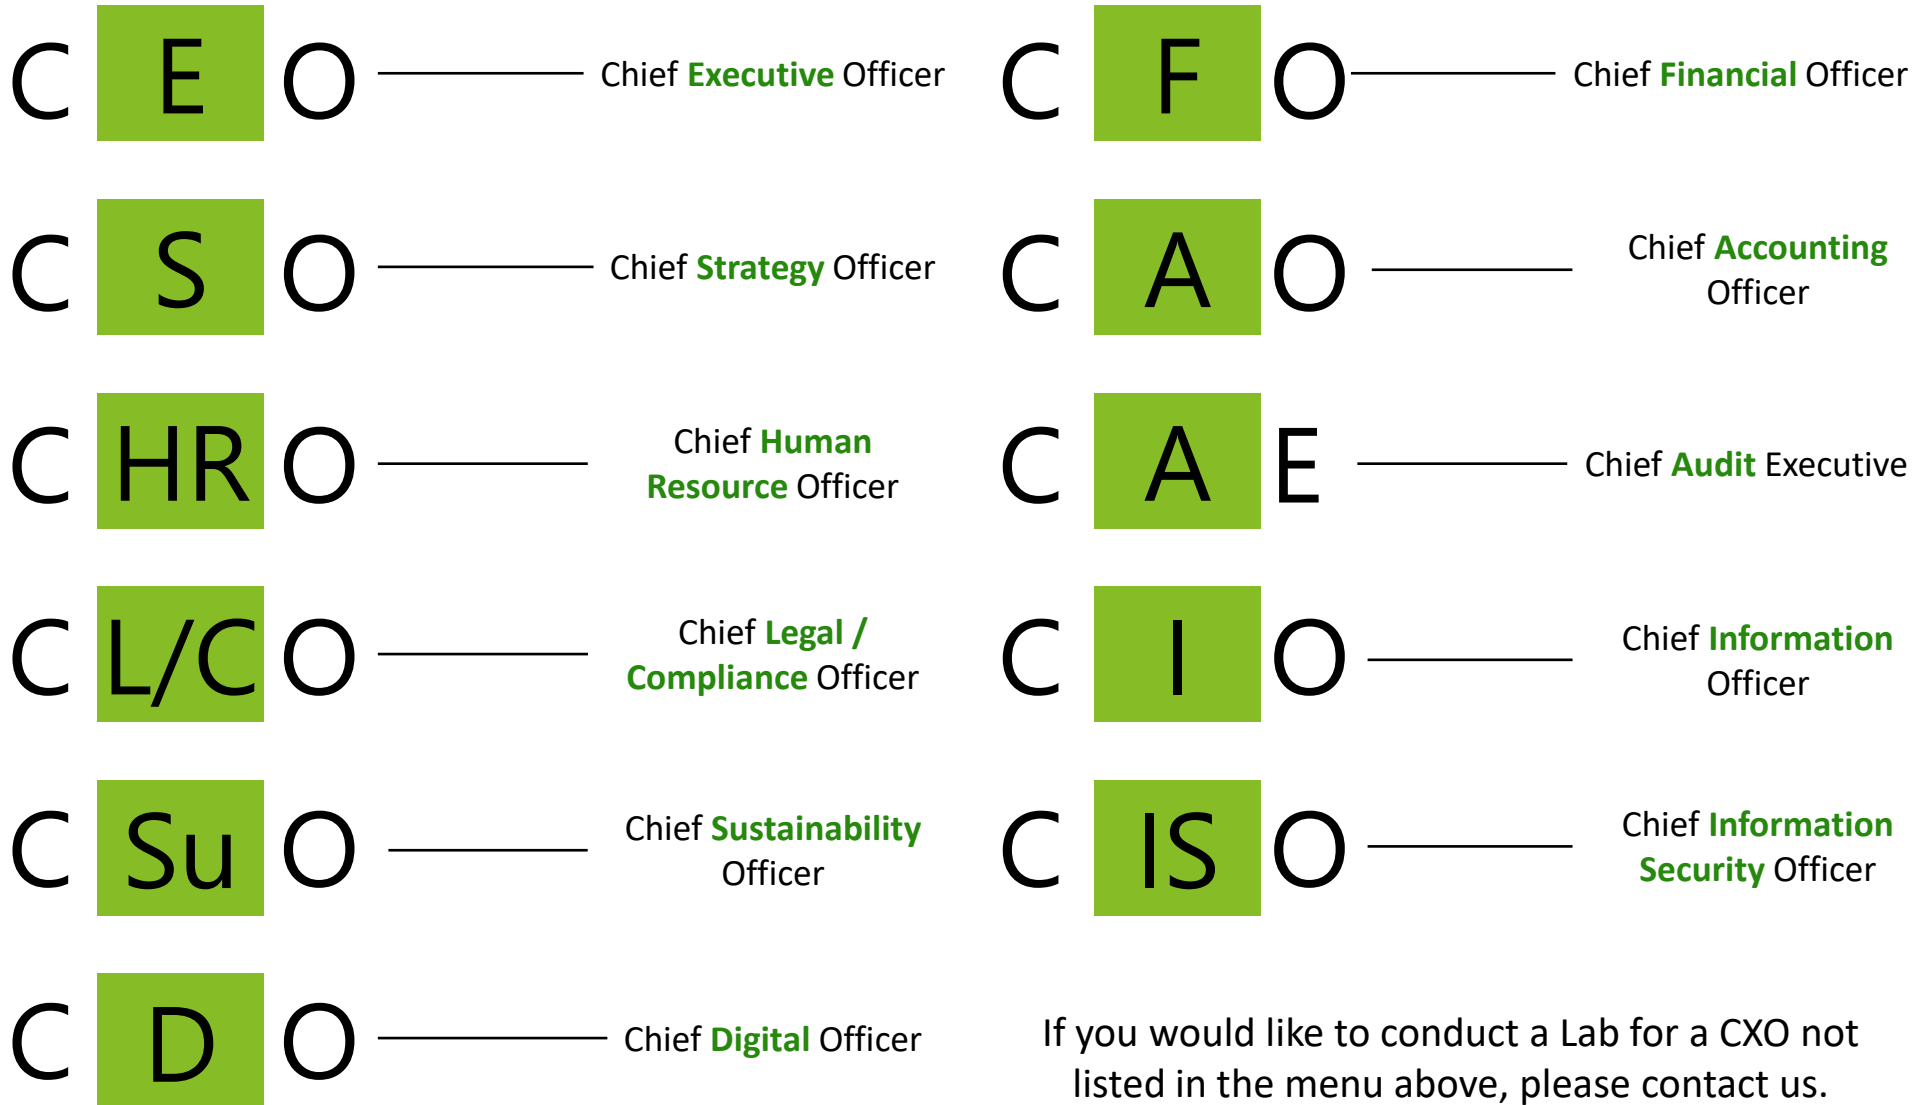 C E O Chief Executive Officer
C S O Chief Strategy Officer
C HR O Chief Human
Resource Officer
C L/C O Chief Legal /
Compliance Officer
C Su O Chief Sustainability
Officer
C D O Chief Digital Officer
C F O Chief Financial Officer
C A O Chief Accounting
Officer
C A E Chief Audit Executive
C I O Chief Information
Officer
C IS O Chief Information
Security Officer
If you would like to conduct a Lab for a CXO not
listed in the menu above, please contact us.